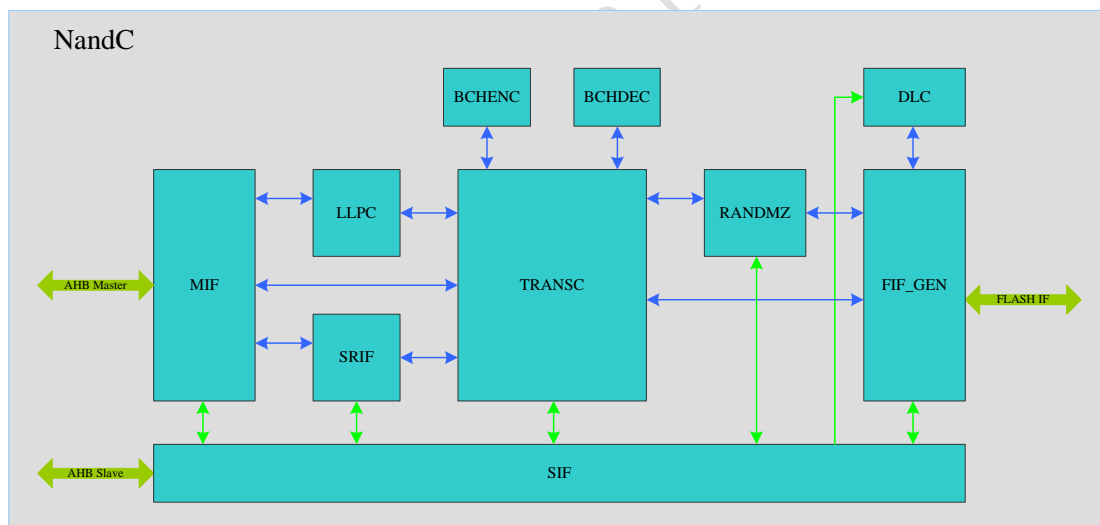 NandC
BCHENC
BCHDEC
DLC
LLPC
RANDMZ
AHB Master
MIF
TRANSC
FIF_GEN
FLASH IF
SRIF
AHB Slave
SIF